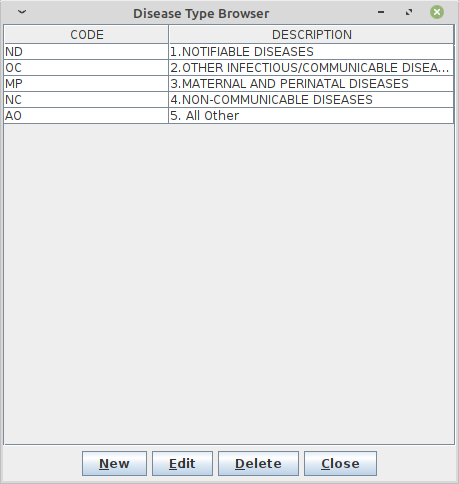 Disease Type Browser
CODE DESCRIPTION
ND 1.NOTIFIABLE DISEASES
OC 2.OTHER INFECTIOUS/COMMUNICABLE DISEA...
MP 3.MATERNAL AND PERINATAL DISEASES
NC 4.NON-COMMUNICABLE DISEASES
AO 5. All Other
New Edit Delete Close